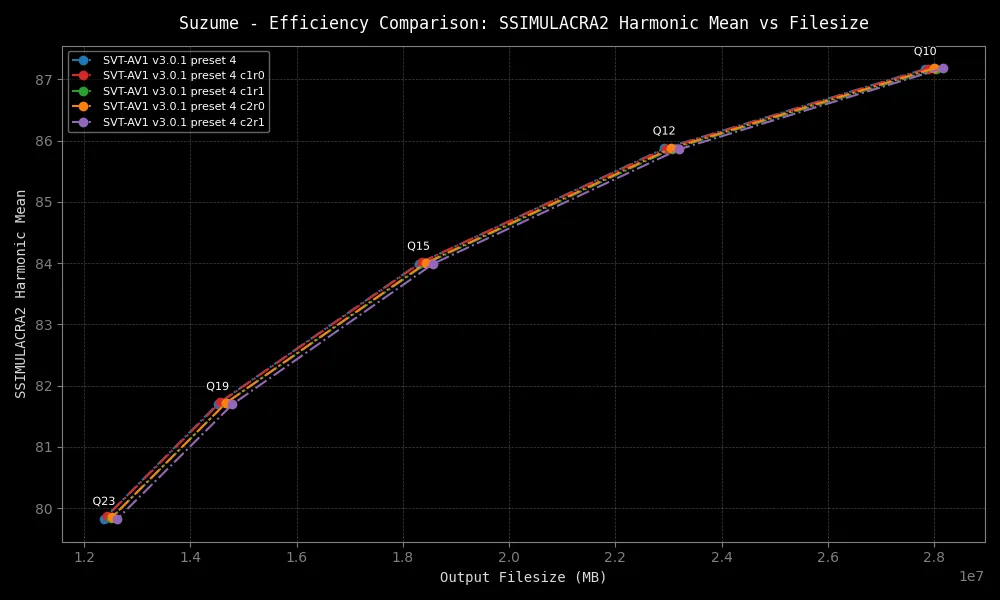 Suzume - Efficiency Comparison: SSIMULACRA2 Harmonic Mean vs Filesize
SVT-AV1 v3.0.1 preset 4
SVT-AV1 v3.0.1 preset 4 c1r0
SVT-AV1 v3.0.1 preset 4 c1r1
SVT-AV1 v3.0.1 preset 4 c2r0
SVT-AV1 v3.0.1 preset 4 c2r1
Q10
Q12
Q15
Q19
Q23
SSIMULACRA2 Harmonic Mean
87
86
85
84
83
82
81
80
1.2 1.4 1.6 1.8 2.0 2.2 2.4 2.6 2.8
1e7
Output Filesize (MB)